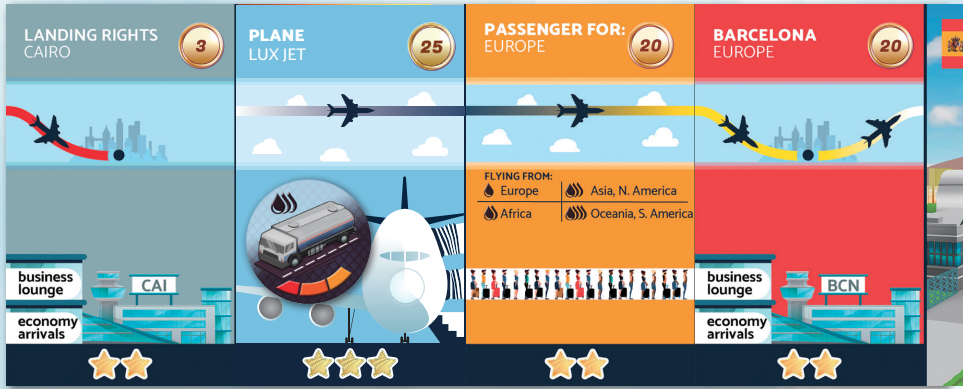 LANDING RIGHTS
CAIRO
3
business
lounge
CAI
economy
arrivals
PLANE
LUX JET
25
PASSENGER FOR:
EUROPE
20
FLYING FROM:
Europe
Asia, N. America
Africa
Oceania, S. America
BARCELONA
EUROPE
20
business
lounge
BCN
economy
arrivals